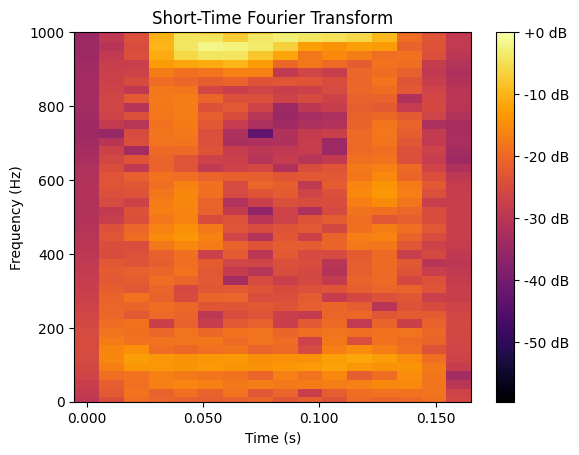 Short-Time Fourier Transform
1000
800
600
400
200
0
Frequency (Hz)
0.000
0.050
0.100
0.150
Time (s)
+0 dB
-10 dB
-20 dB
-30 dB
-40 dB
-50 dB